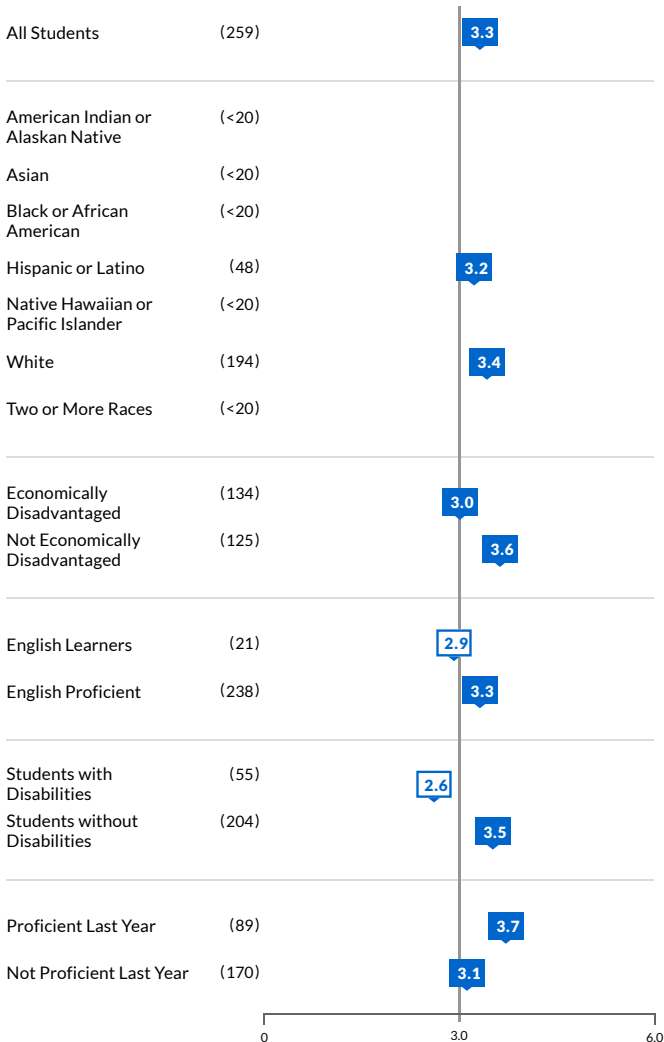 All Students (259) 3.3
American Indian or
Alaskan Native (<20)
Asian (<20)
Black or African
American (<20)
Hispanic or Latino (48) 3.2
Native Hawaiian or
Pacific Islander (<20)
White (194) 3.4
Two or More Races (<20)
Economically
Disadvantaged (134) 3.0
Not Economically
Disadvantaged (125) 3.6
English Learners (21) 2.9
English Proficient (238) 3.3
Students with
Disabilities (55) 2.6
Students without
Disabilities (204) 3.5
Proficient Last Year (89) 3.7
Not Proficient Last Year (170) 3.1
0 3.0 6.0